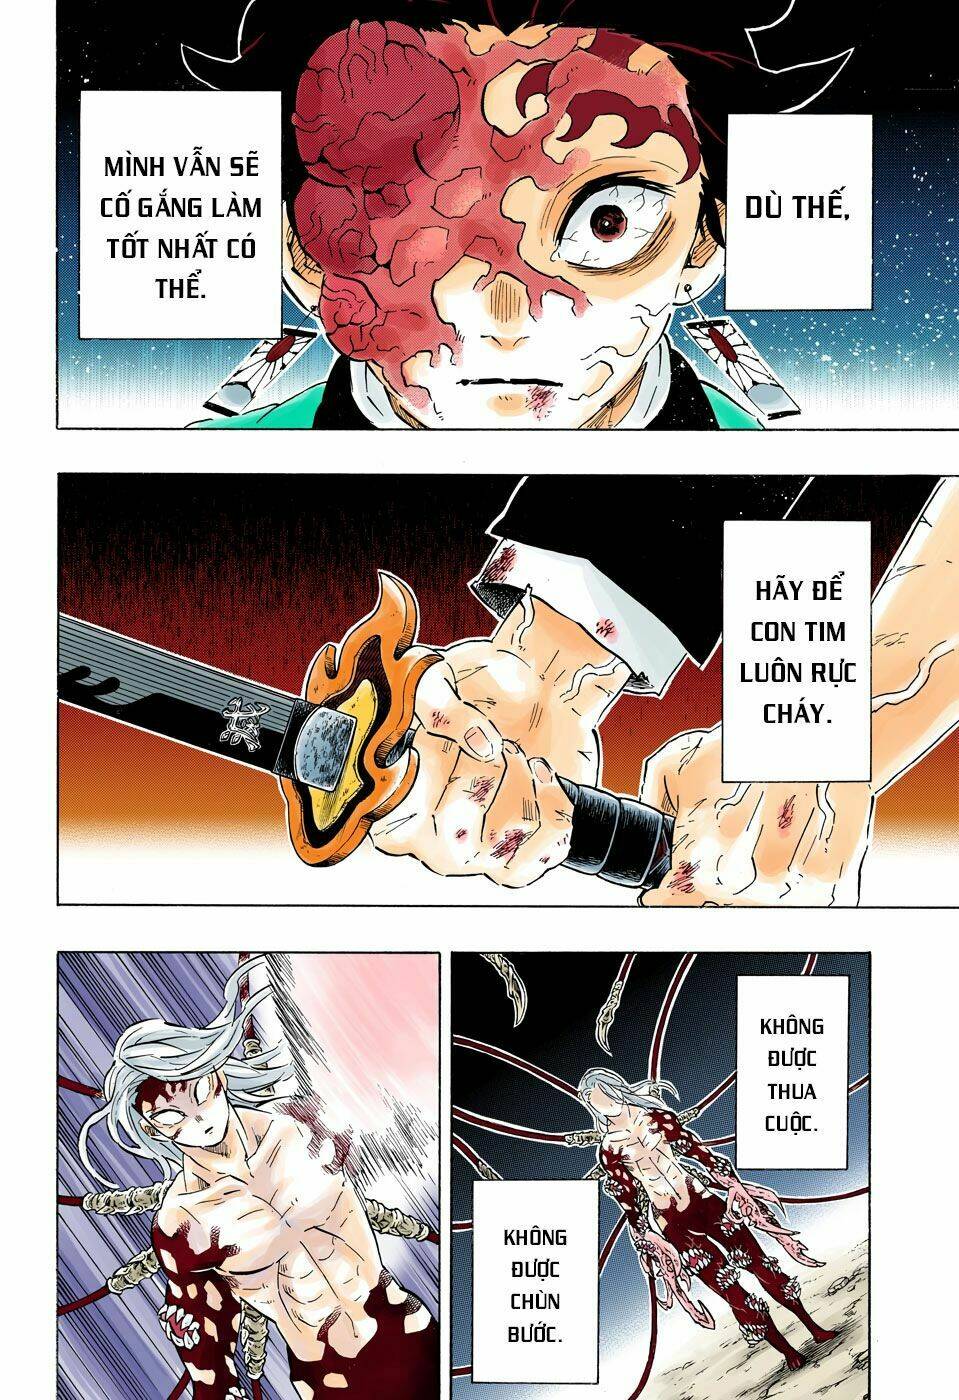 DÙ THẾ,
MÌNH VẪN SẼ
CỐ GẮNG LÀM
TỐT NHẤT CÓ
THỂ.
HÃY ĐỂ
CON TIM
LUÔN RỰC
CHÁY.
KHÔNG
ĐƯỢC
THUA
CUỘC.
KHÔNG
ĐƯỢC
CHÙN
BƯỚC.